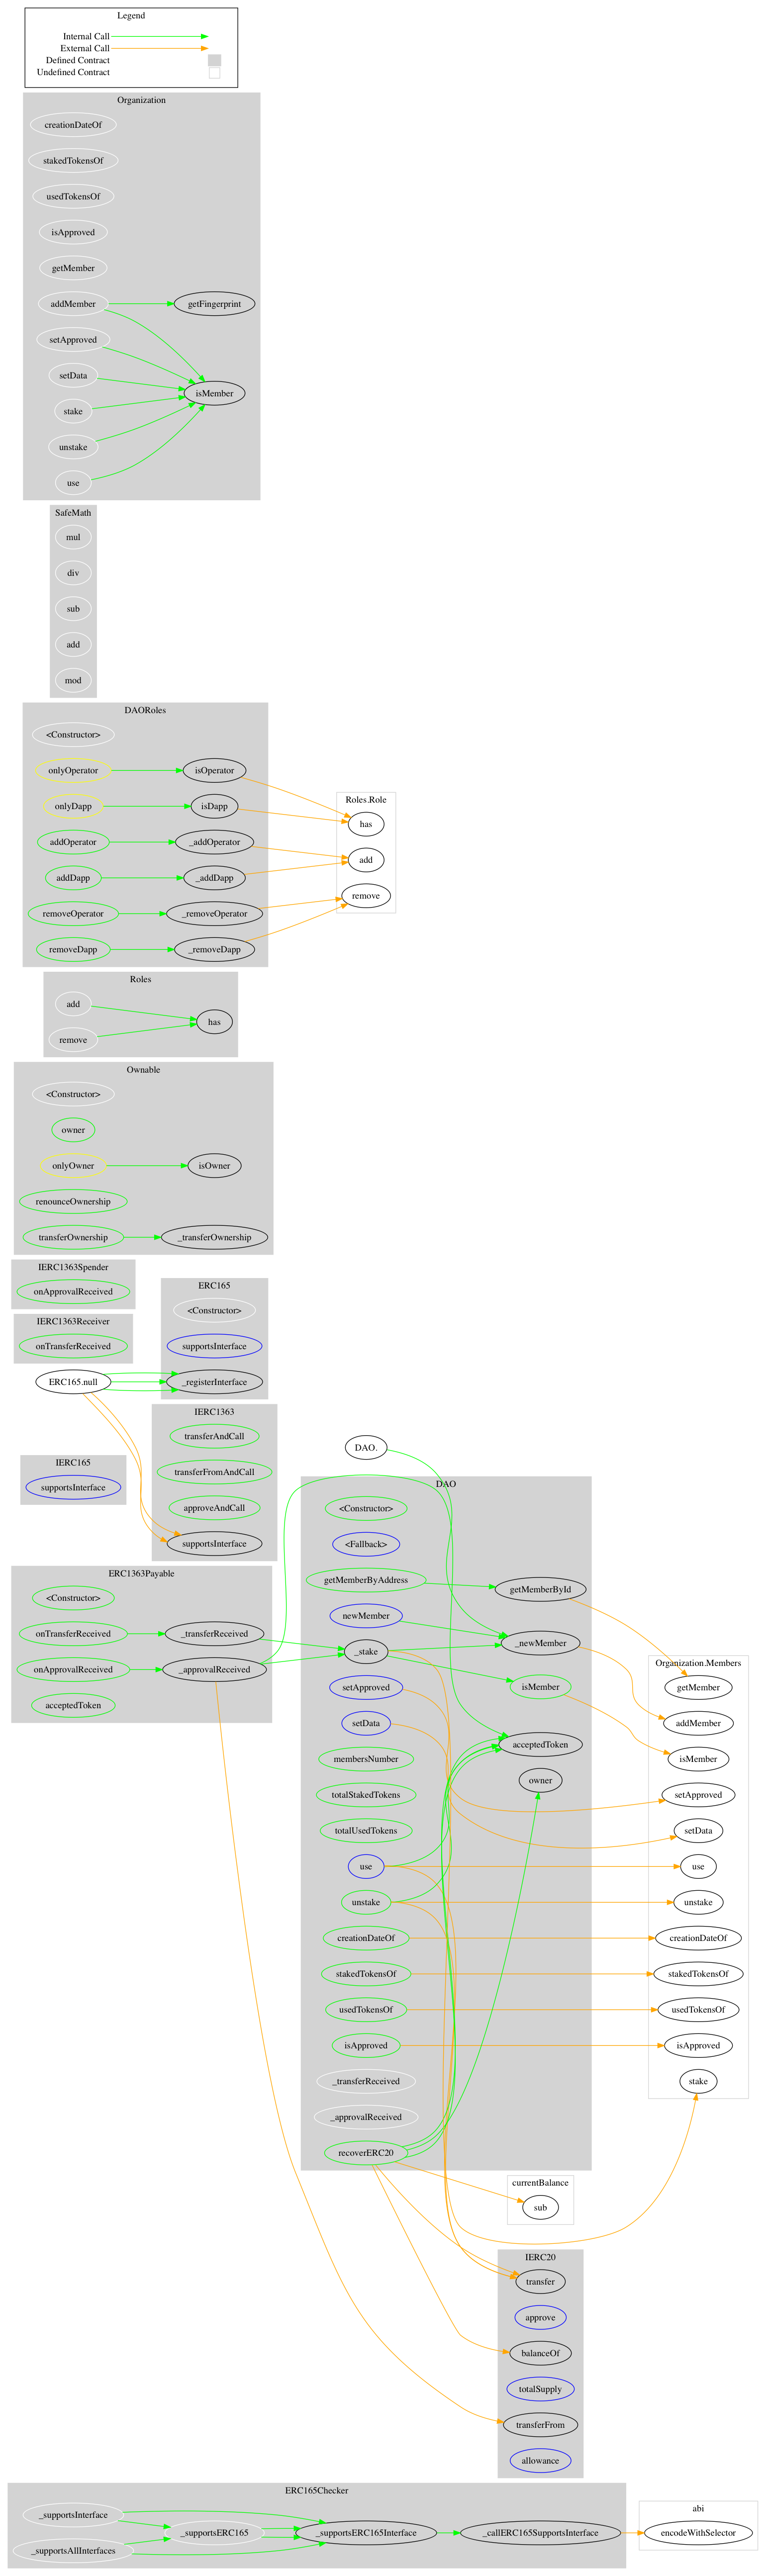 Legend
Internal Call
External Call
Defined Contract
Undefined Contract
Organization
creationDateOf
stakedTokensOf
usedTokensOf
isApproved
getMember
addMember
getFingerprint
setApproved
setData
isMember
stake
unstake
use
SafeMath
mul
div
sub
add
mod
DAORoles
<Constructor>
onlyOperator
isOperator
onlyDapp
isDapp
addOperator
_addOperator
addDapp
_addDapp
removeOperator
_removeOperator
removeDapp
_removeDapp
Roles.Role
has
add
remove
Roles
add
has
remove
Ownable
<Constructor>
owner
onlyOwner
isOwner
renounceOwnership
transferOwnership
_transferOwnership
IERC1363Spender
onApprovalReceived
IERC1363Receiver
onTransferReceived
ERC165
<Constructor>
supportsInterface
_registerInterface
ERC165.null
IERC1363
transferAndCall
transferFromAndCall
approveAndCall
supportsInterface
IERC165
supportsInterface
ERC1363Payable
<Constructor>
onTransferReceived
_transferReceived
onApprovalReceived
_approvalReceived
acceptedToken
DAO.
DAO
<Constructor>
<Fallback>
getMemberByAddress
getMemberById
newMember
_newMember
_stake
isMember
setApproved
setData
acceptedToken
membersNumber
owner
totalStakedTokens
totalUsedTokens
use
unstake
creationDateOf
stakedTokensOf
usedTokensOf
isApproved
_transferReceived
_approvalReceived
recoverERC20
Organization.Members
getMember
addMember
isMember
setApproved
setData
use
unstake
creationDateOf
stakedTokensOf
usedTokensOf
isApproved
stake
currentBalance
sub
IERC20
transfer
approve
balanceOf
totalSupply
transferFrom
allowance
ERC165Checker
_supportsInterface
_supportsERC165
_supportsERC165Interface
_callERC165SupportsInterface
_supportsAllInterfaces
abi
encodeWithSelector